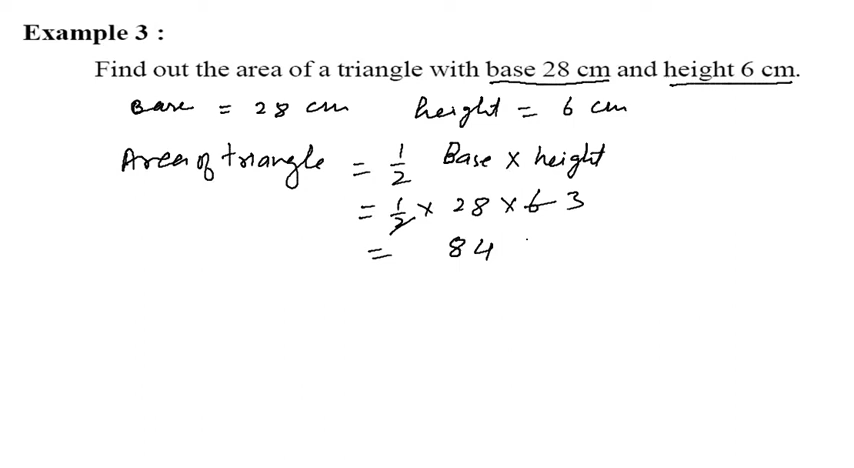 Example 3 :
Find out the area of a triangle with base 28 cm and height 6 cm.
Base = 28 cm height = 6 cm
Area of triangle = 1/2 Base × height
= 1/2 × 28 × 6 3
= 84